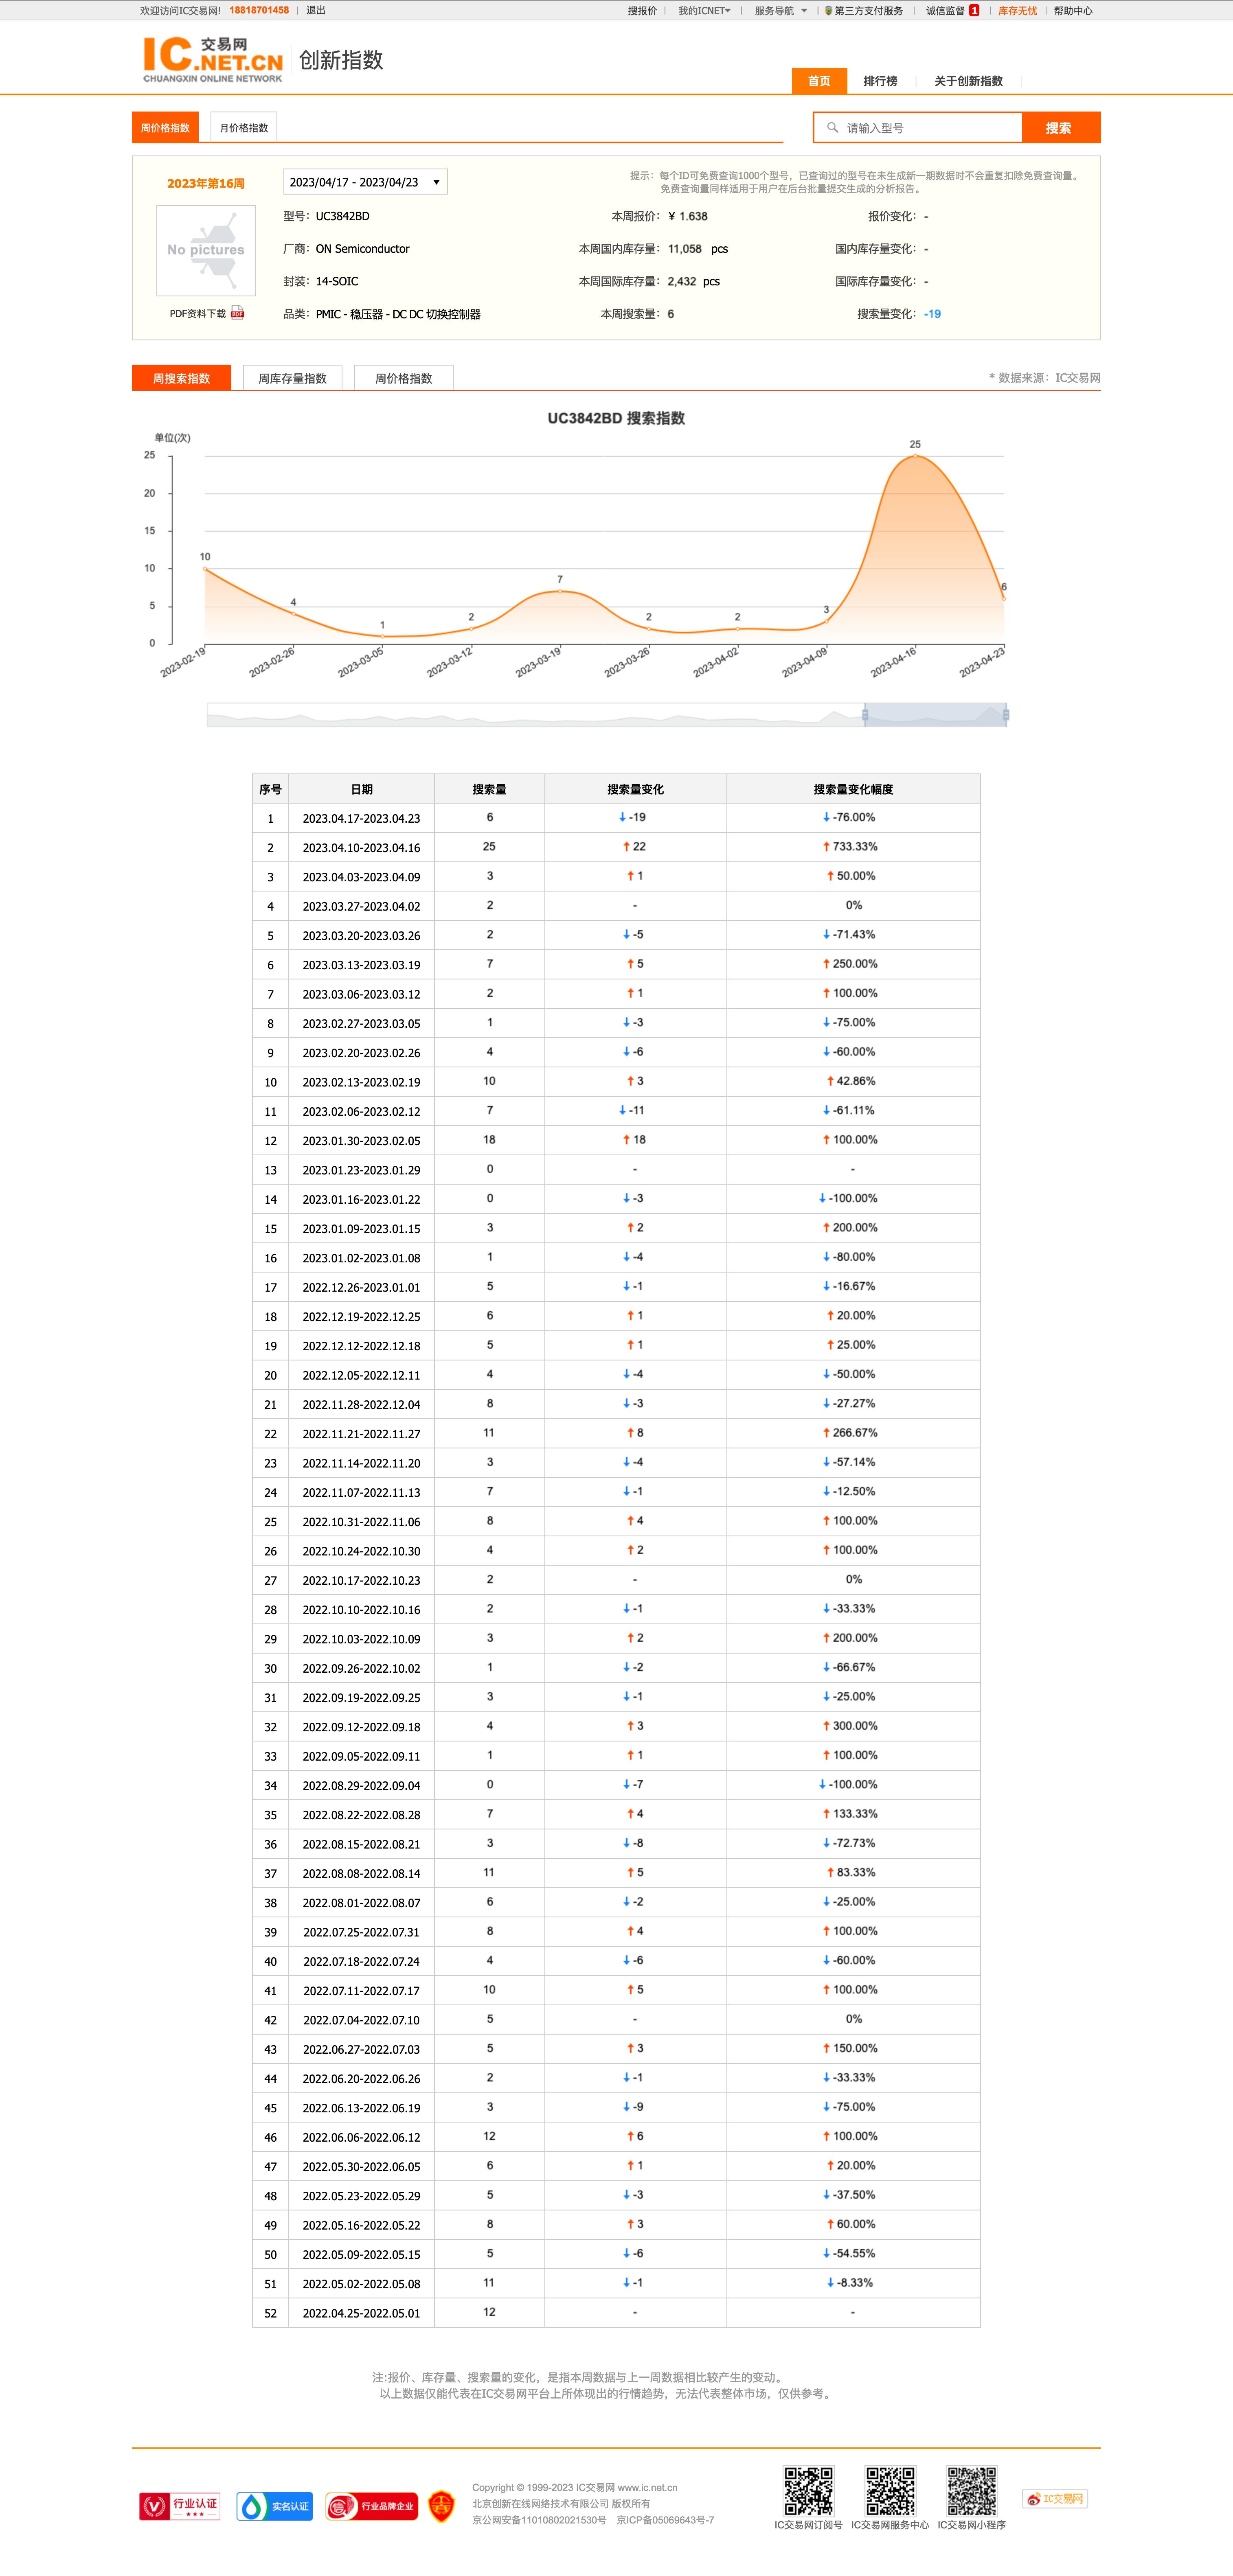 欢迎访问IC交易网! 18818701458 | 退出 搜报价 | 我的ICNET | 服务导航 | 第三方支付服务 | 诚信监督 1 | 库存无忧 | 帮助中心
IC 交易网 .NET.CN
CHUANGXIN ONLINE NETWORK
创新指数
首页 排行榜 关于创新指数
周价格指数 月价格指数 请输入型号 搜索
2023年第16周 2023/04/17 - 2023/04/23
提示：每个ID可免费查询1000个型号，已查询过的型号在未生成新一期数据时不会重复扣除免费查询量。
免费查询量同样适用于用户在后台批量提交生成的分析报告。
No pictures
PDF资料下载 PDF
型号：UC3842BD 本周报价：¥ 1.638 报价变化：-
厂商：ON Semiconductor 本周国内库存量：11,058 pcs 国内库存量变化：-
封装：14-SOIC 本周国际库存量：2,432 pcs 国际库存量变化：-
品类：PMIC - 稳压器 - DC DC 切换控制器 本周搜索量：6 搜索量变化：-19
周搜索指数 周库存量指数 周价格指数 * 数据来源：IC交易网
UC3842BD 搜索指数
单位(次)
25
20
15
10
5
0
10 4 1 2 7 2 2 3 25 6
2023-02-19 2023-02-26 2023-03-05 2023-03-12 2023-03-19 2023-03-26 2023-04-02 2023-04-09 2023-04-16 2023-04-23
序号 日期 搜索量 搜索量变化 搜索量变化幅度
1 2023.04.17-2023.04.23 6 ↓ -19 ↓ -76.00%
2 2023.04.10-2023.04.16 25 ↑ 22 ↑ 733.33%
3 2023.04.03-2023.04.09 3 ↑ 1 ↑ 50.00%
4 2023.03.27-2023.04.02 2 - 0%
5 2023.03.20-2023.03.26 2 ↓ -5 ↓ -71.43%
6 2023.03.13-2023.03.19 7 ↑ 5 ↑ 250.00%
7 2023.03.06-2023.03.12 2 ↑ 1 ↑ 100.00%
8 2023.02.27-2023.03.05 1 ↓ -3 ↓ -75.00%
9 2023.02.20-2023.02.26 4 ↓ -6 ↓ -60.00%
10 2023.02.13-2023.02.19 10 ↑ 3 ↑ 42.86%
11 2023.02.06-2023.02.12 7 ↓ -11 ↓ -61.11%
12 2023.01.30-2023.02.05 18 ↑ 18 ↑ 100.00%
13 2023.01.23-2023.01.29 0 - -
14 2023.01.16-2023.01.22 0 ↓ -3 ↓ -100.00%
15 2023.01.09-2023.01.15 3 ↑ 2 ↑ 200.00%
16 2023.01.02-2023.01.08 1 ↓ -4 ↓ -80.00%
17 2022.12.26-2023.01.01 5 ↓ -1 ↓ -16.67%
18 2022.12.19-2022.12.25 6 ↑ 1 ↑ 20.00%
19 2022.12.12-2022.12.18 5 ↑ 1 ↑ 25.00%
20 2022.12.05-2022.12.11 4 ↓ -4 ↓ -50.00%
21 2022.11.28-2022.12.04 8 ↓ -3 ↓ -27.27%
22 2022.11.21-2022.11.27 11 ↑ 8 ↑ 266.67%
23 2022.11.14-2022.11.20 3 ↓ -4 ↓ -57.14%
24 2022.11.07-2022.11.13 7 ↓ -1 ↓ -12.50%
25 2022.10.31-2022.11.06 8 ↑ 4 ↑ 100.00%
26 2022.10.24-2022.10.30 4 ↑ 2 ↑ 100.00%
27 2022.10.17-2022.10.23 2 - 0%
28 2022.10.10-2022.10.16 2 ↓ -1 ↓ -33.33%
29 2022.10.03-2022.10.09 3 ↑ 2 ↑ 200.00%
30 2022.09.26-2022.10.02 1 ↓ -2 ↓ -66.67%
31 2022.09.19-2022.09.25 3 ↓ -1 ↓ -25.00%
32 2022.09.12-2022.09.18 4 ↑ 3 ↑ 300.00%
33 2022.09.05-2022.09.11 1 ↑ 1 ↑ 100.00%
34 2022.08.29-2022.09.04 0 ↓ -7 ↓ -100.00%
35 2022.08.22-2022.08.28 7 ↑ 4 ↑ 133.33%
36 2022.08.15-2022.08.21 3 ↓ -8 ↓ -72.73%
37 2022.08.08-2022.08.14 11 ↑ 5 ↑ 83.33%
38 2022.08.01-2022.08.07 6 ↓ -2 ↓ -25.00%
39 2022.07.25-2022.07.31 8 ↑ 4 ↑ 100.00%
40 2022.07.18-2022.07.24 4 ↓ -6 ↓ -60.00%
41 2022.07.11-2022.07.17 10 ↑ 5 ↑ 100.00%
42 2022.07.04-2022.07.10 5 - 0%
43 2022.06.27-2022.07.03 5 ↑ 3 ↑ 150.00%
44 2022.06.20-2022.06.26 2 ↓ -1 ↓ -33.33%
45 2022.06.13-2022.06.19 3 ↓ -9 ↓ -75.00%
46 2022.06.06-2022.06.12 12 ↑ 6 ↑ 100.00%
47 2022.05.30-2022.06.05 6 ↑ 1 ↑ 20.00%
48 2022.05.23-2022.05.29 5 ↓ -3 ↓ -37.50%
49 2022.05.16-2022.05.22 8 ↑ 3 ↑ 60.00%
50 2022.05.09-2022.05.15 5 ↓ -6 ↓ -54.55%
51 2022.05.02-2022.05.08 11 ↓ -1 ↓ -8.33%
52 2022.04.25-2022.05.01 12 - -
注:报价、库存量、搜索量的变化，是指本周数据与上一周数据相比较产生的变动。
以上数据仅能代表在IC交易网平台上所体现出的行情趋势，无法代表整体市场，仅供参考。
行业认证 实名认证 行业品牌企业
Copyright © 1999-2023 IC交易网 www.ic.net.cn
北京创新在线网络技术有限公司 版权所有
京公网安备11010802021530号 京ICP备05069643号-7
IC交易网订阅号 IC交易网服务中心 IC交易网小程序
IC交易网